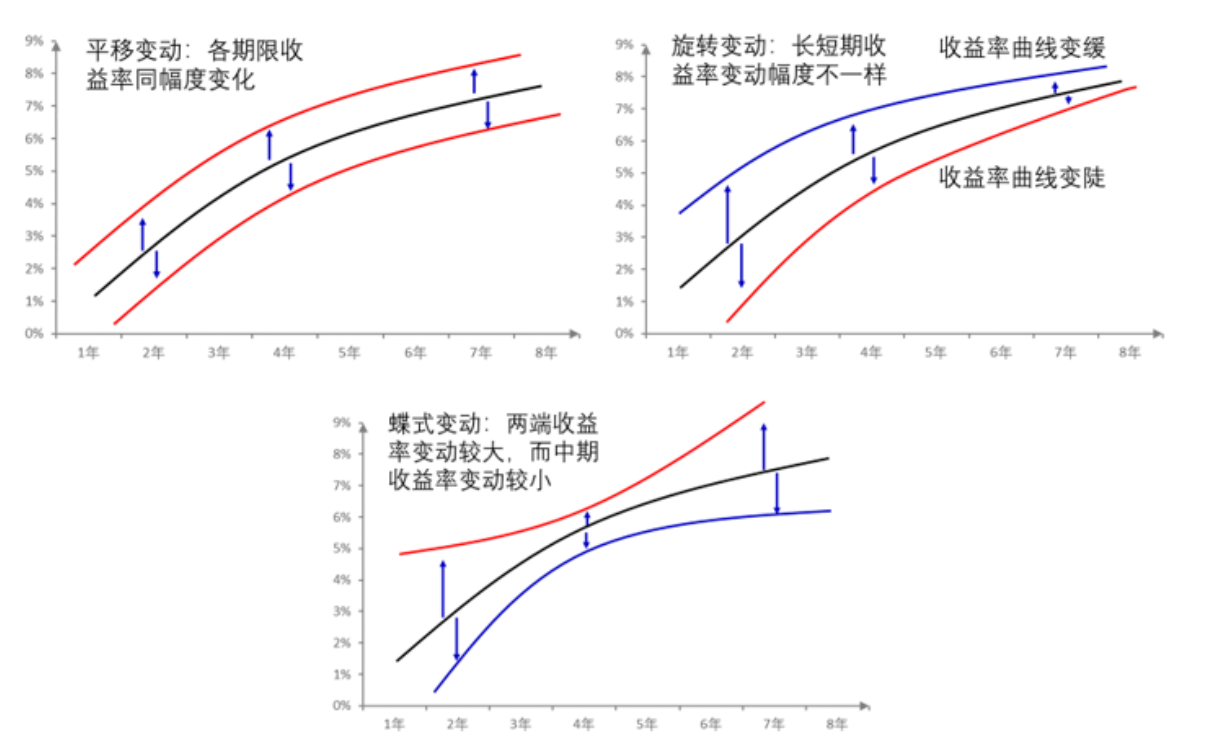 平移变动：各期限收
益率同幅度变化
9%
8%
7%
6%
5%
4%
3%
2%
1%
0%
1年 2年 3年 4年 5年 6年 7年 8年
旋转变动：长短期收
益率变动幅度不一样
收益率曲线变缓
收益率曲线变陡
9%
8%
7%
6%
5%
4%
3%
2%
1%
0%
1年 2年 3年 4年 5年 6年 7年 8年
蝶式变动：两端收益
率变动较大，而中期
收益率变动较小
9%
8%
7%
6%
5%
4%
3%
2%
1%
0%
1年 2年 3年 4年 5年 6年 7年 8年